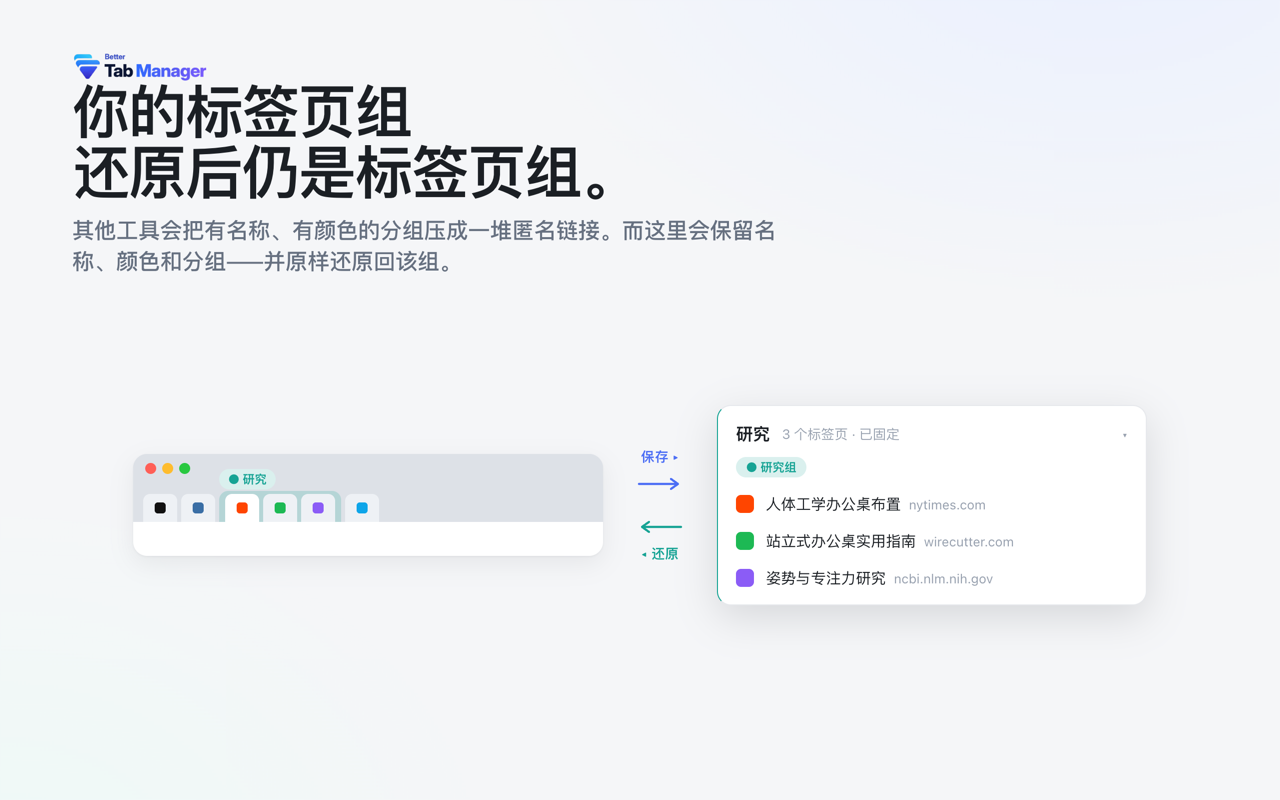 Better
Tab Manager
你的标签页组
还原后仍是标签页组。
其他工具会把有名称、有颜色的分组压成一堆匿名链接。而这里会保留名
称、颜色和分组——并原样还原回该组。
研究
保存 ▸
◂ 还原
研究 3 个标签页 · 已固定 ▾
研究组
人体工学办公桌布置 nytimes.com
站立式办公桌实用指南 wirecutter.com
姿势与专注力研究 ncbi.nlm.nih.gov